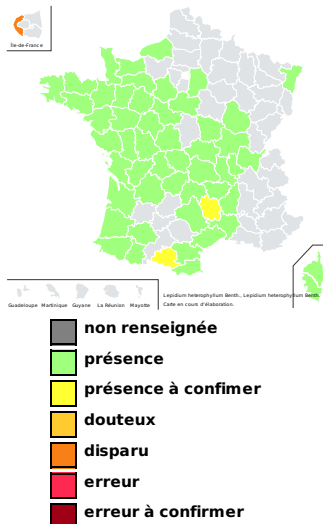 Île-de-France
Guadeloupe Martinique Guyane La Réunion Mayotte
Lepidium heterophyllum Benth., Lepidium heterophyllum Benth.
Carte en cours d'élaboration.
non renseignée
présence
présence à confimer
douteux
disparu
erreur
erreur à confirmer